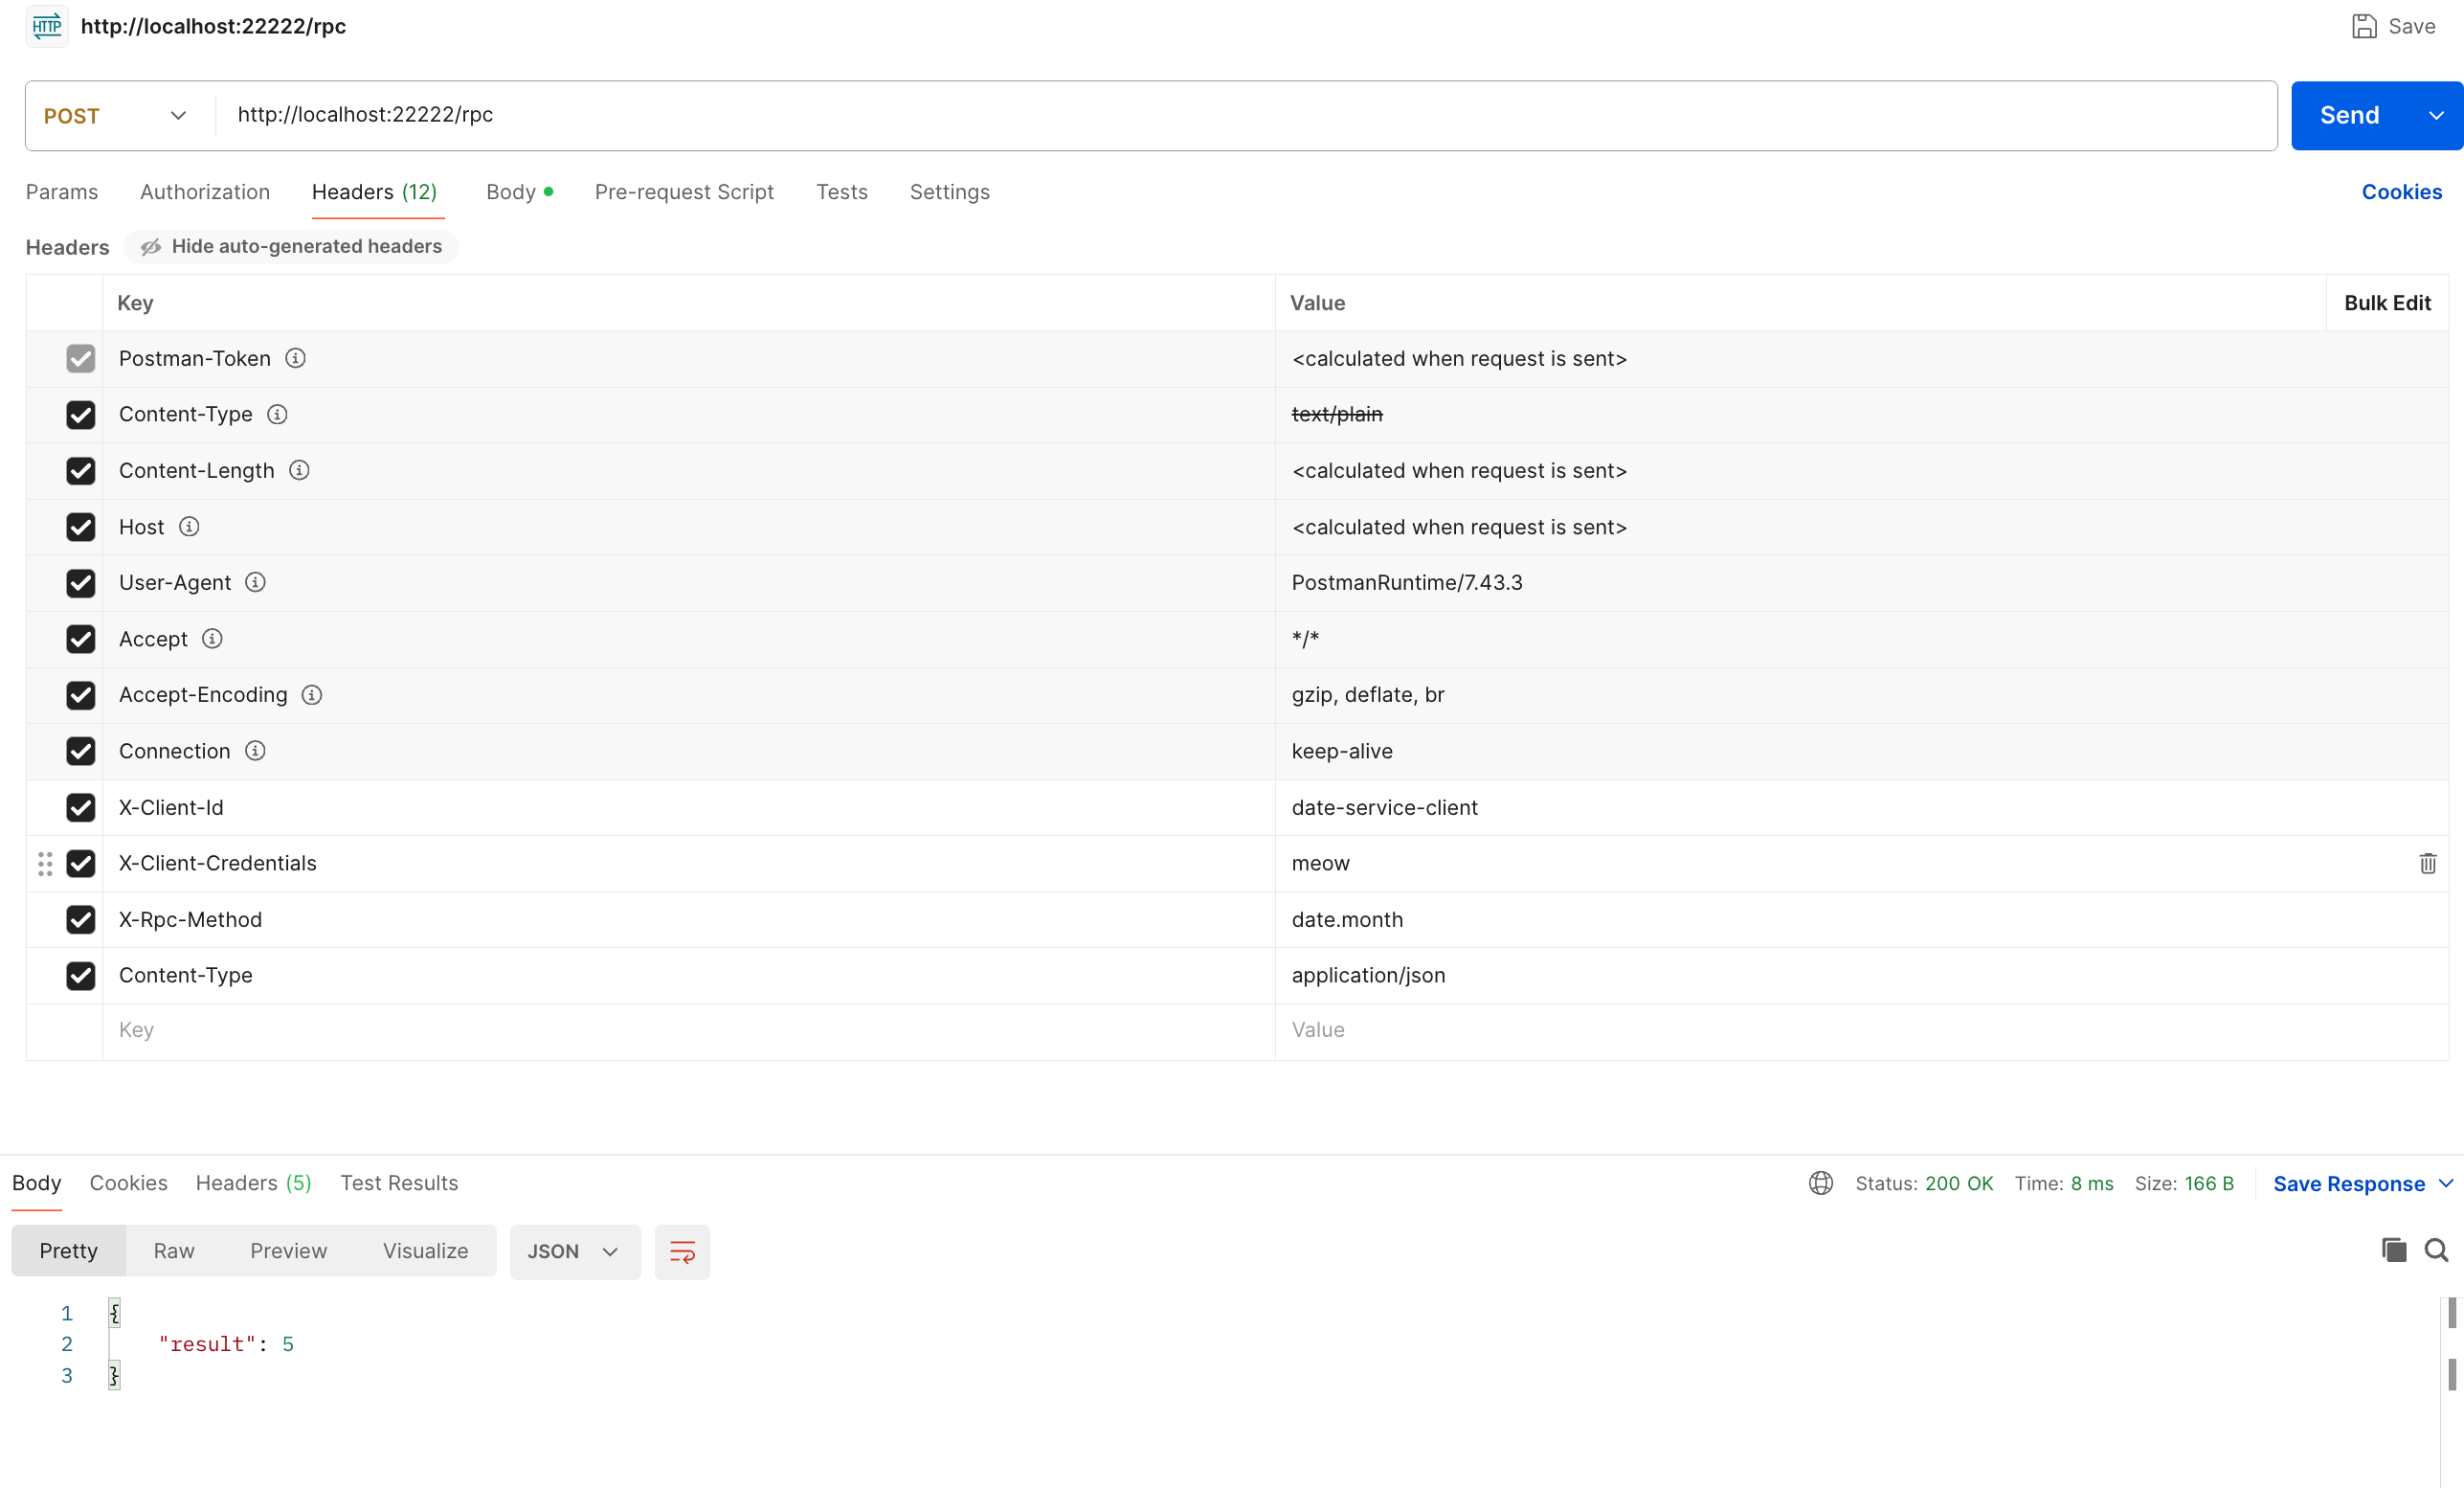 HTTP http://localhost:22222/rpc Save
POST http://localhost:22222/rpc Send
Params Authorization Headers (12) Body Pre-request Script Tests Settings Cookies
Headers Hide auto-generated headers
Key Value Bulk Edit
Postman-Token <calculated when request is sent>
Content-Type text/plain
Content-Length <calculated when request is sent>
Host <calculated when request is sent>
User-Agent PostmanRuntime/7.43.3
Accept */*
Accept-Encoding gzip, deflate, br
Connection keep-alive
X-Client-Id date-service-client
X-Client-Credentials meow
X-Rpc-Method date.month
Content-Type application/json
Key Value
Body Cookies Headers (5) Test Results Status: 200 OK Time: 8 ms Size: 166 B Save Response
Pretty Raw Preview Visualize JSON
1 {
2 "result": 5
3 }